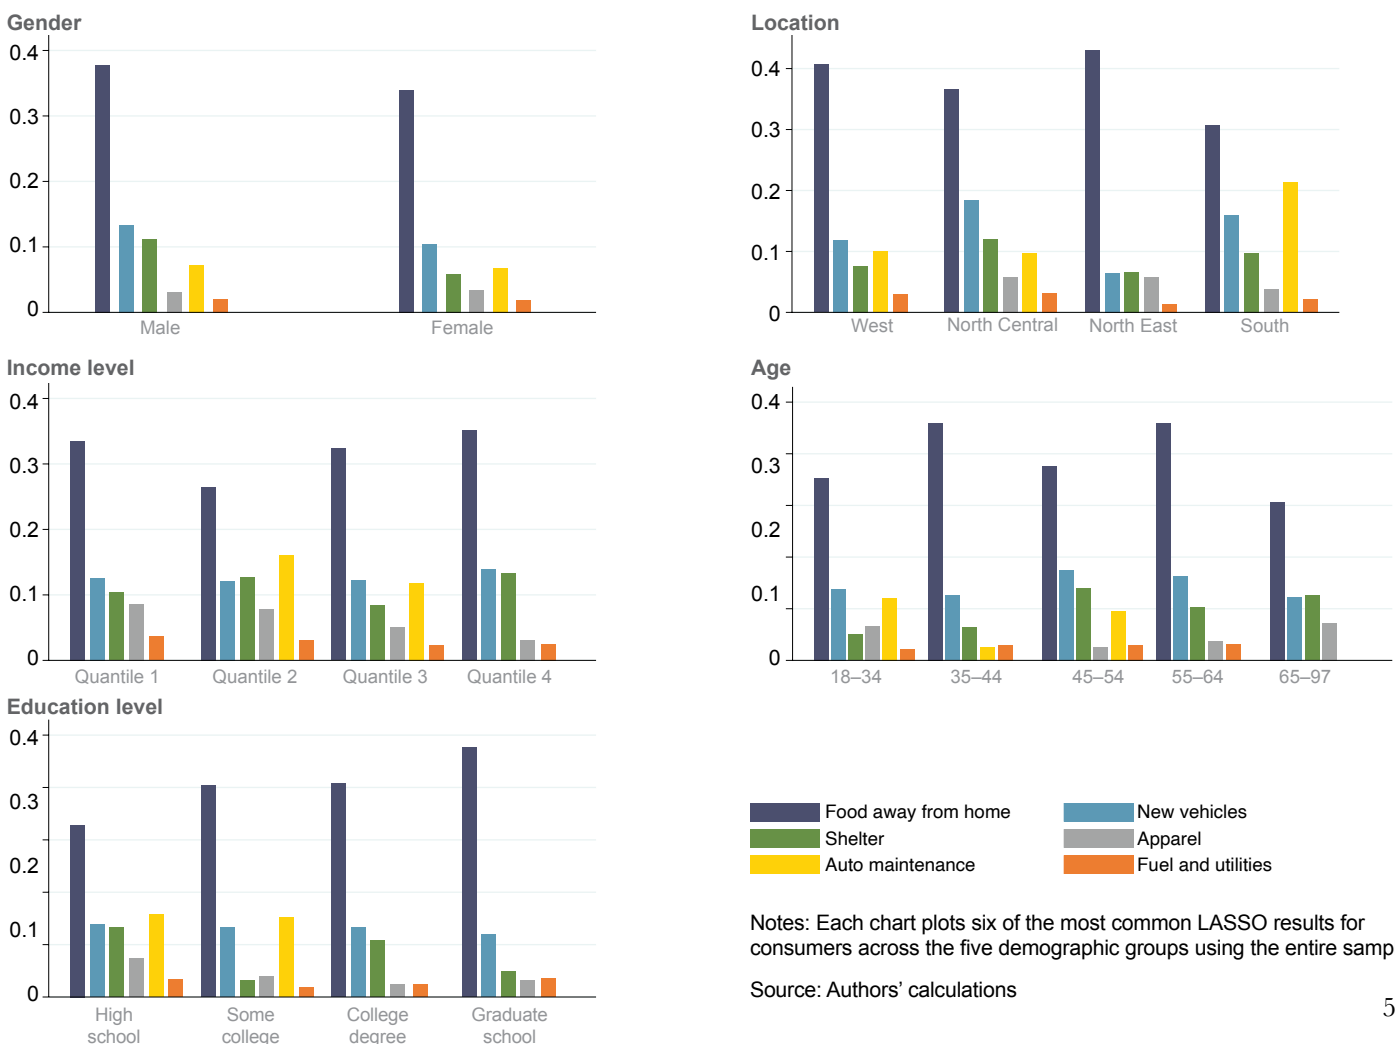 Gender
0.4
0.3
0.2
0.1
0
Male
Female
Location
0.4
0.3
0.2
0.1
0
West
North Central
North East
South
Income level
0.4
0.3
0.2
0.1
0
Quantile 1
Quantile 2
Quantile 3
Quantile 4
Age
0.4
0.3
0.2
0.1
0
18–34
35–44
45–54
55–64
65–97
Education level
0.4
0.3
0.2
0.1
0
High
school
Some
college
College
degree
Graduate
school
Food away from home
New vehicles
Shelter
Apparel
Auto maintenance
Fuel and utilities
Notes: Each chart plots six of the most common LASSO results for
consumers across the five demographic groups using the entire samp
Source: Authors’ calculations
5